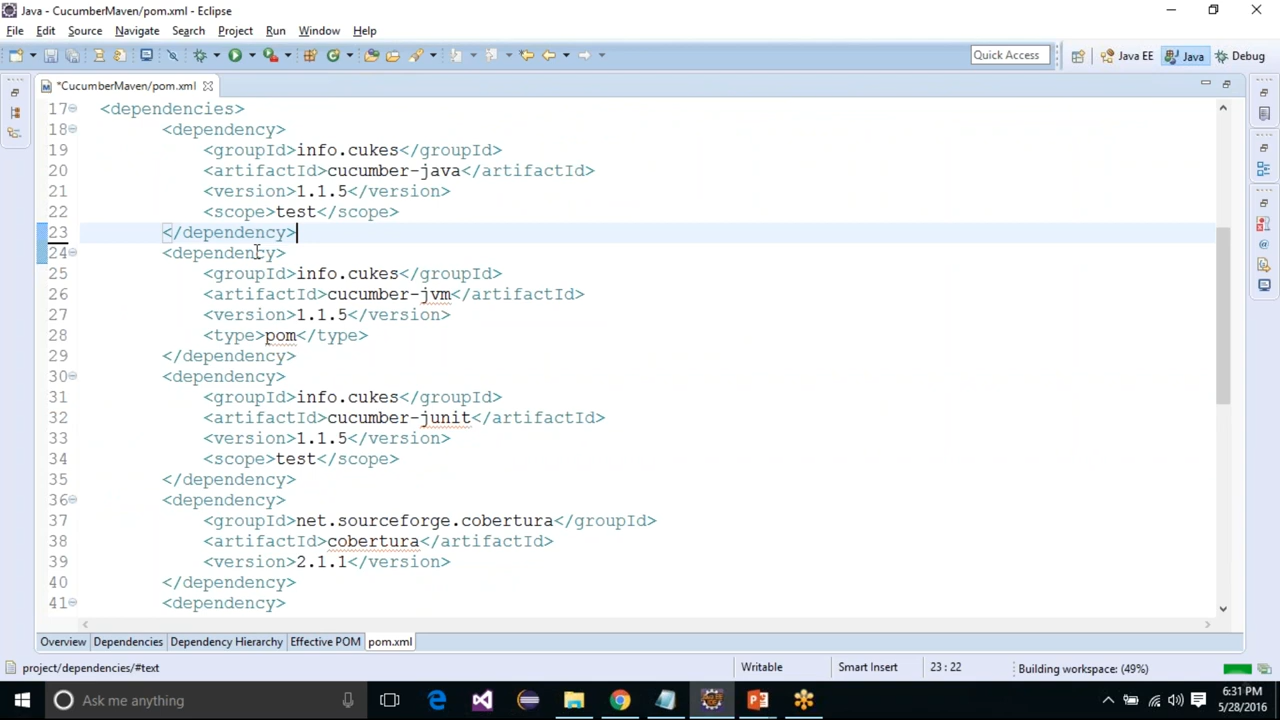 Java - CucumberMaven/pom.xml - Eclipse
File Edit Source Navigate Search Project Run Window Help
Quick Access
Java EE
Java
Debug
*CucumberMaven/pom.xml
17 <dependencies>
18 <dependency>
19 <groupId>info.cukes</groupId>
20 <artifactId>cucumber-java</artifactId>
21 <version>1.1.5</version>
22 <scope>test</scope>
23 </dependency>
24 <dependency>
25 <groupId>info.cukes</groupId>
26 <artifactId>cucumber-jvm</artifactId>
27 <version>1.1.5</version>
28 <type>pom</type>
29 </dependency>
30 <dependency>
31 <groupId>info.cukes</groupId>
32 <artifactId>cucumber-junit</artifactId>
33 <version>1.1.5</version>
34 <scope>test</scope>
35 </dependency>
36 <dependency>
37 <groupId>net.sourceforge.cobertura</groupId>
38 <artifactId>cobertura</artifactId>
39 <version>2.1.1</version>
40 </dependency>
41 <dependency>
Overview Dependencies Dependency Hierarchy Effective POM pom.xml
project/dependencies/#text
Writable
Smart Insert
23 : 22
Building workspace: (49%)
Ask me anything
6:31 PM
5/28/2016